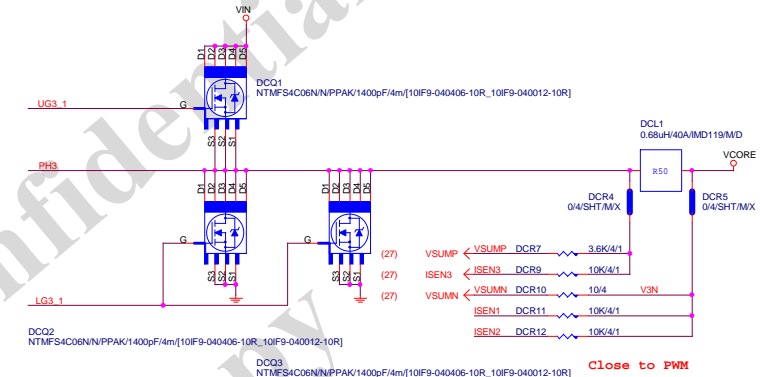 VIN
D1 D2 D3 D4 D5
DCQ1
NTMFS4C06N/N/PPAK/1400pF/4m/[10IF9-040406-10R_10IF9-040012-10R]
UG3_1
G
S3 S2 S1
DCL1
0.68uH/40A/IMD119/M/D
VCORE
PH3
R50
D1 D2 D3 D4 D5
D1 D2 D3 D4 D5
DCR4
0/4/SHT/M/X
DCR5
0/4/SHT/M/X
G
G
(27) VSUMP VSUMP DCR7 3.6K/4/1
S3 S2 S1
S3 S2 S1
(27) ISEN3 ISEN3 DCR9 10K/4/1
(27) VSUMN VSUMN DCR10 10/4 V3N
LG3_1
ISEN1 DCR11 10K/4/1
ISEN2 DCR12 10K/4/1
DCQ2
NTMFS4C06N/N/PPAK/1400pF/4m/[10IF9-040406-10R_10IF9-040012-10R]
DCQ3
NTMFS4C06N/N/PPAK/1400pF/4m/[10IF9-040406-10R_10IF9-040012-10R]
Close to PWM
nfidential
opy